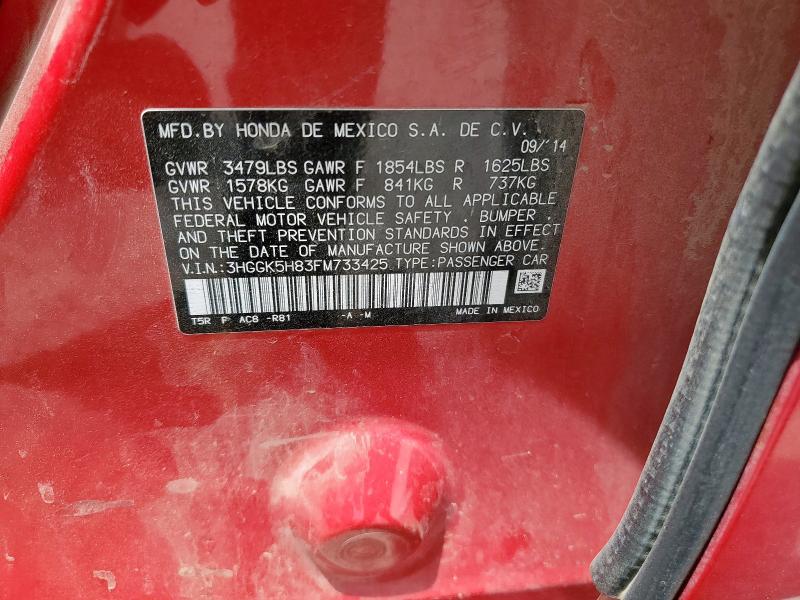 MFD.BY HONDA DE MEXICO S.A. DE C.V.
09/'14
GVWR 3479LBS GAWR F 1854LBS R 1625LBS
GVWR 1578KG GAWR F 841KG R 737KG
THIS VEHICLE CONFORMS TO ALL APPLICABLE
FEDERAL MOTOR VEHICLE SAFETY . BUMPER .
AND THEFT PREVENTION STANDARDS IN EFFECT
ON THE DATE OF MANUFACTURE SHOWN ABOVE.
V.I.N.:3HGGK5H83FM733425 TYPE:PASSENGER CAR
T5R F AC8 -R81 -A -M MADE IN MEXICO